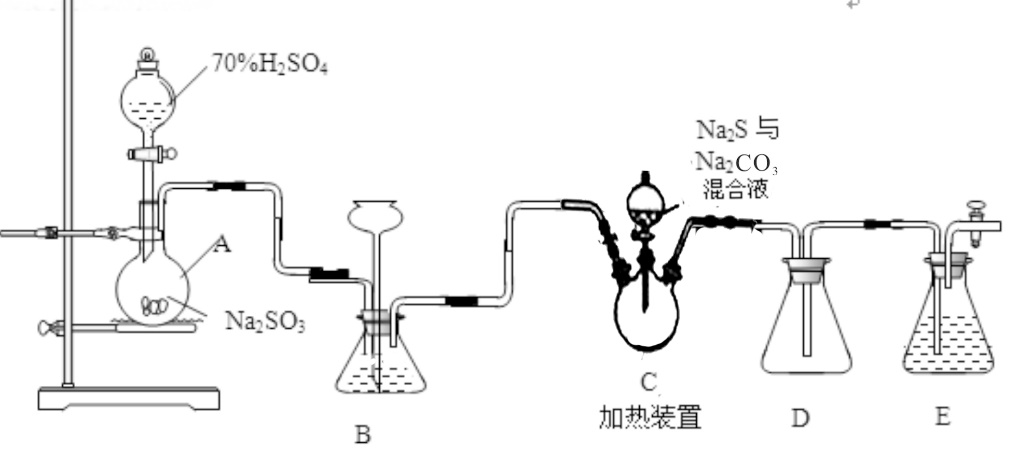 70%H₂SO₄
Na₂S 与
Na₂CO₃
混合液
A
Na₂SO₃
B
C
加热装置
D
E